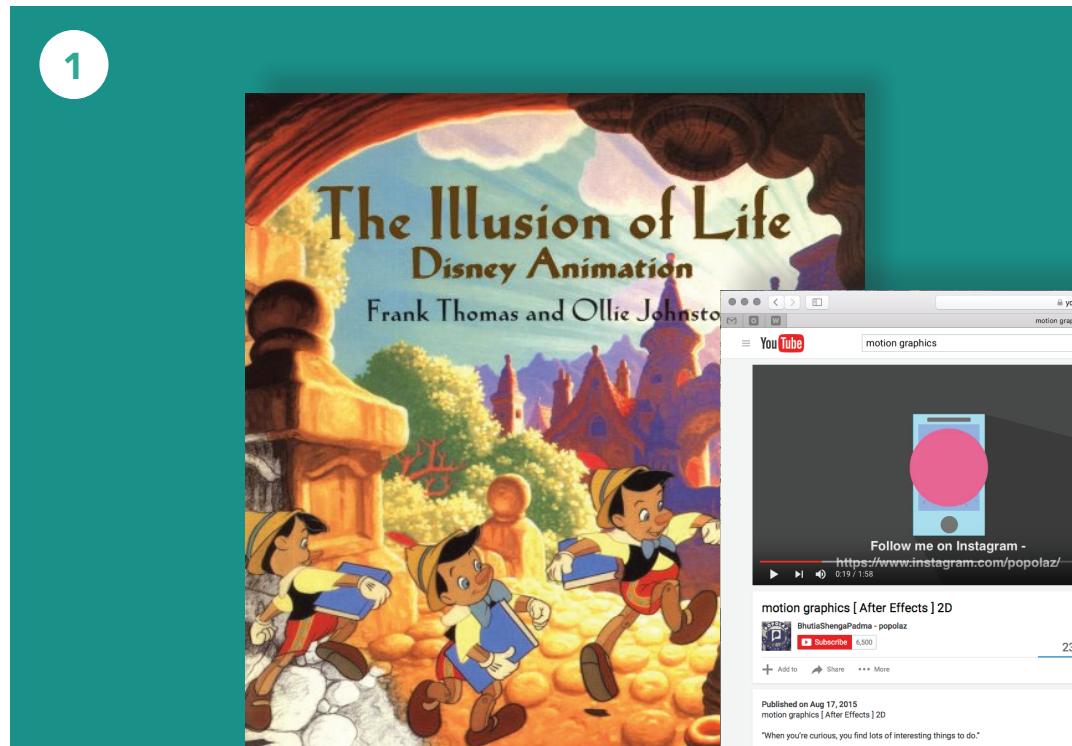 1
The Illusion of Life
Disney Animation
Frank Thomas and Ollie Johnsto
motion grap
YouTube
motion graphics
Follow me on Instagram -
https://www.instagram.com/popolaz/
0:19 / 1:58
motion graphics [ After Effects ] 2D
BhutiaShengaPadma - popolaz
Subscribe 6,500
23
Add to Share More
Published on Aug 17, 2015
motion graphics [ After Effects ] 2D
"When you're curious, you find lots of interesting things to do."